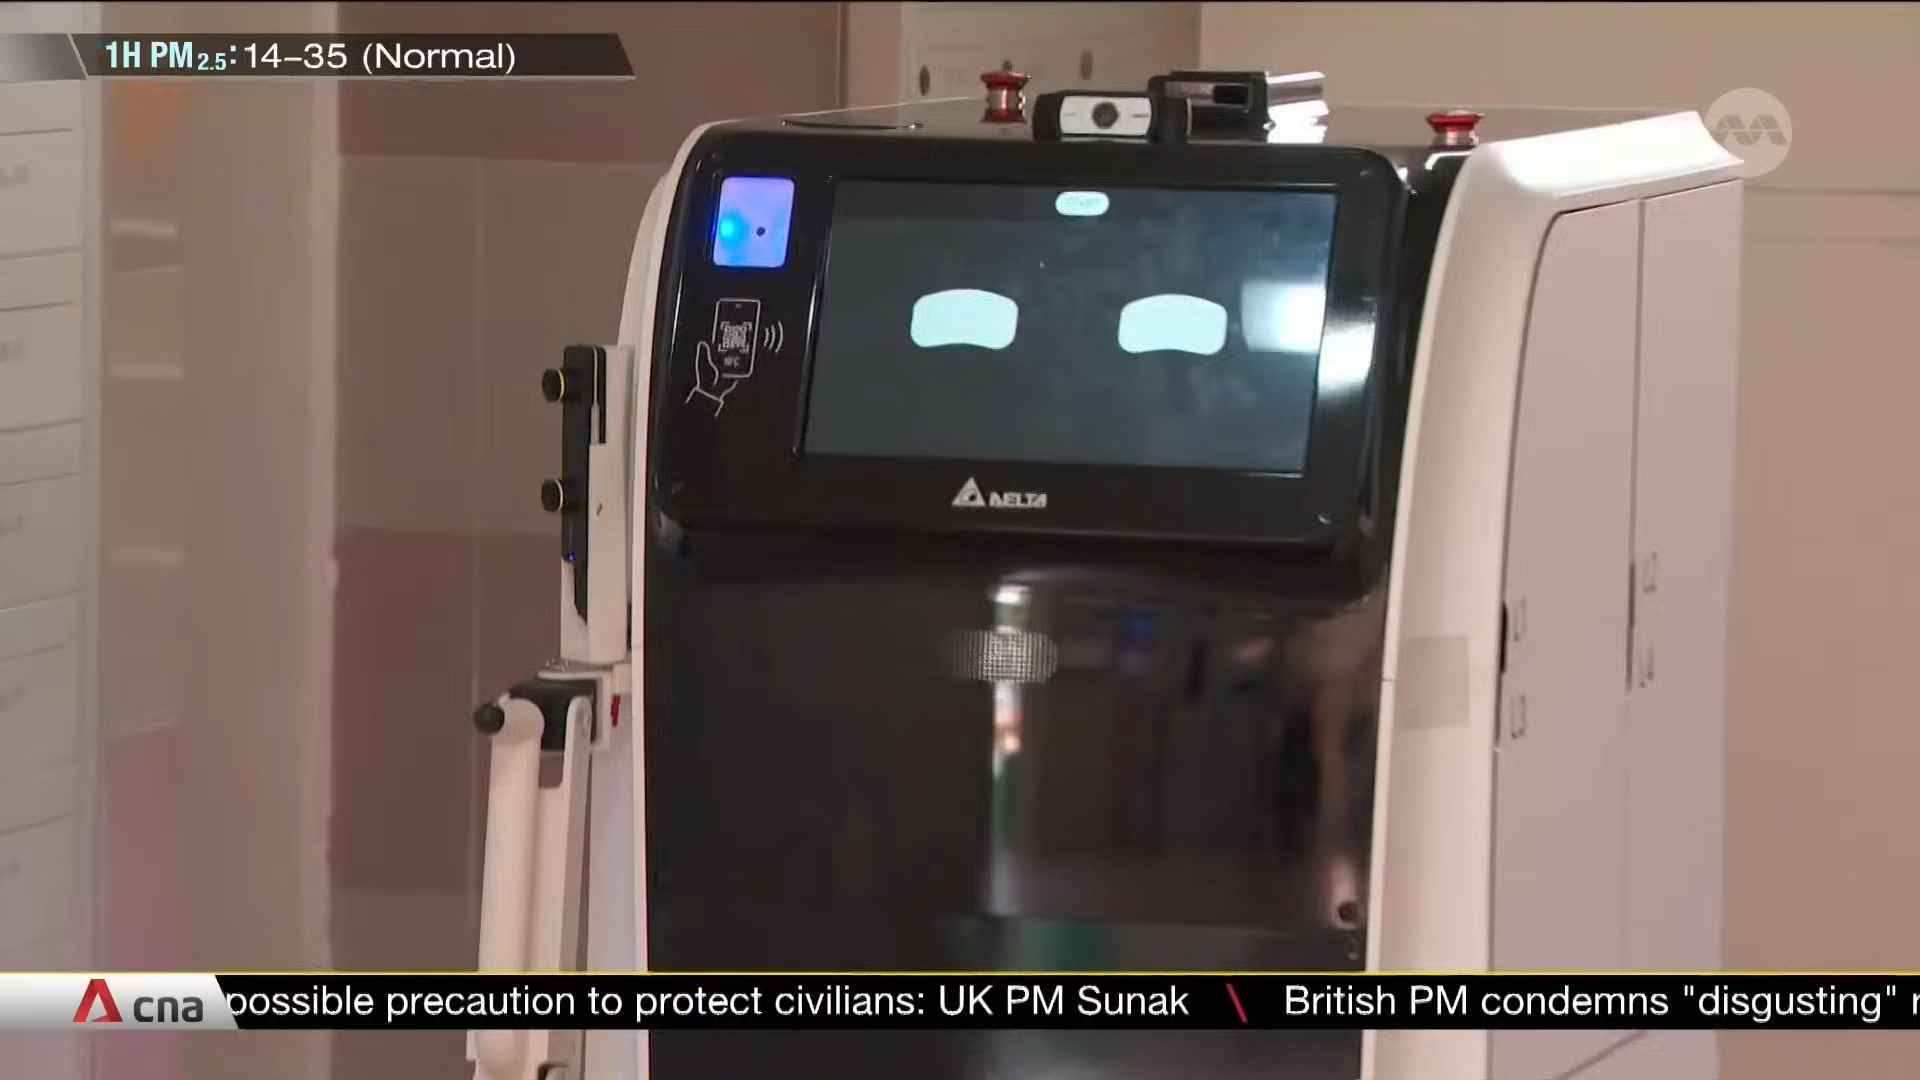 1H PM2.5: 14–35 (Normal)
NFC
DELTA
cna
possible precaution to protect civilians: UK PM Sunak \ British PM condemns "disgusting"